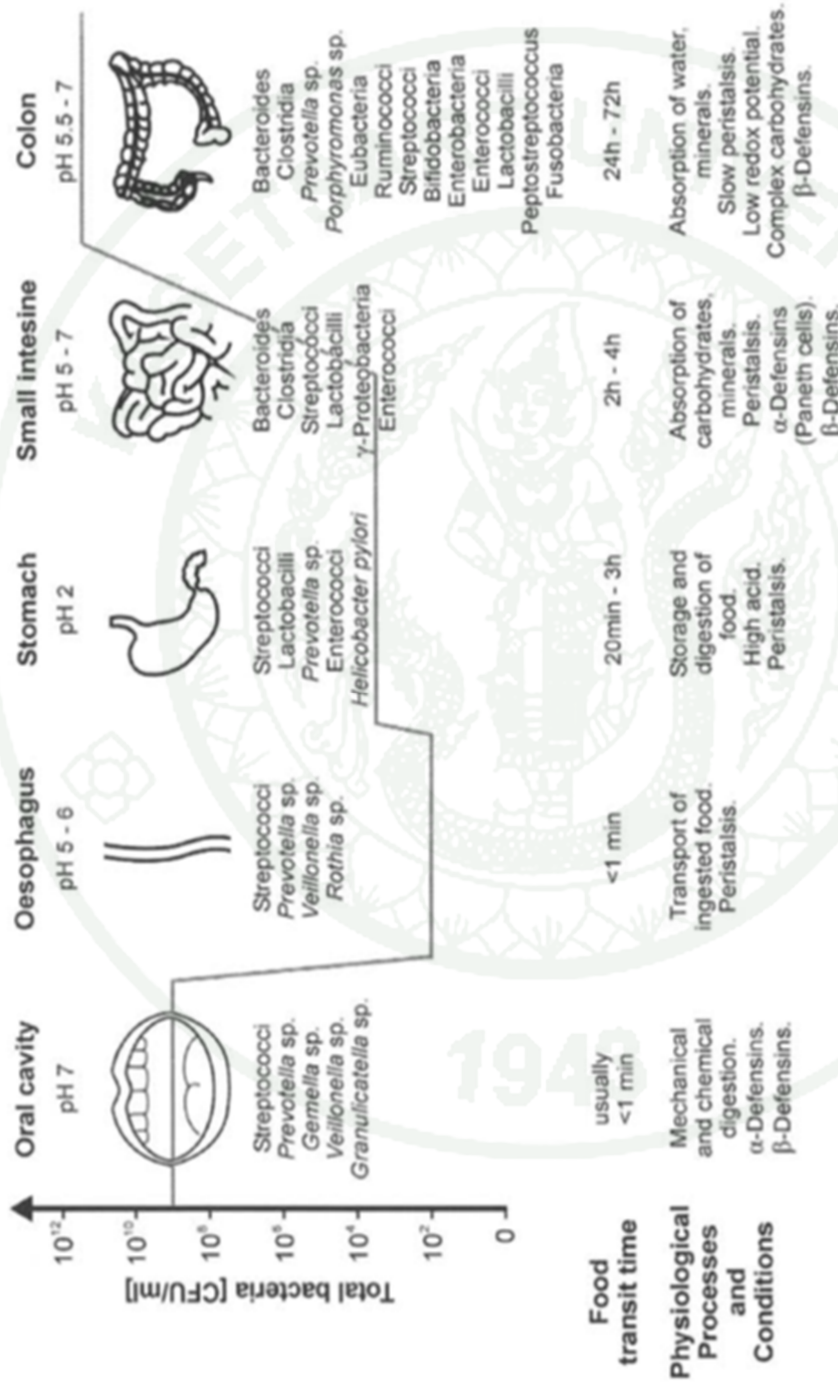 Oral cavity
pH 7
Oesophagus
pH 5 - 6
Stomach
pH 2
Small intestine
pH 5 - 7
Colon
pH 5.5 - 7
Total bacteria [CFU/ml]
10¹²
10¹⁰
10⁸
10⁶
10⁴
10²
0
Streptococci
Prevotella sp.
Gemella sp.
Veillonella sp.
Granulicatella sp.
Streptococci
Prevotella sp.
Veillonella sp.
Rothia sp.
Streptococci
Lactobacilli
Prevotella sp.
Enterococci
Helicobacter pylori
Bacteroides
Clostridia
Streptococci
Lactobacilli
γ-Proteobacteria
Enterococci
Bacteroides
Clostridia
Prevotella sp.
Porphyromonas sp.
Eubacteria
Ruminococci
Streptococci
Bifidobacteria
Enterobacteria
Enterococci
Lactobacilli
Peptostreptococcus
Fusobacteria
Food
transit time
usually
<1 min
<1 min
20min - 3h
2h - 4h
24h - 72h
Physiological
Processes
and
Conditions
Mechanical
and chemical
digestion.
α-Defensins.
β-Defensins.
Transport of
ingested food.
Peristalsis.
Storage and
digestion of
food.
High acid.
Peristalsis.
Absorption of
carbohydrates,
minerals.
Peristalsis.
α-Defensins
(Paneth cells).
β-Defensins.
Absorption of water,
minerals.
Slow peristalsis.
Low redox potential.
Complex carbohydrates.
β-Defensins.
1943